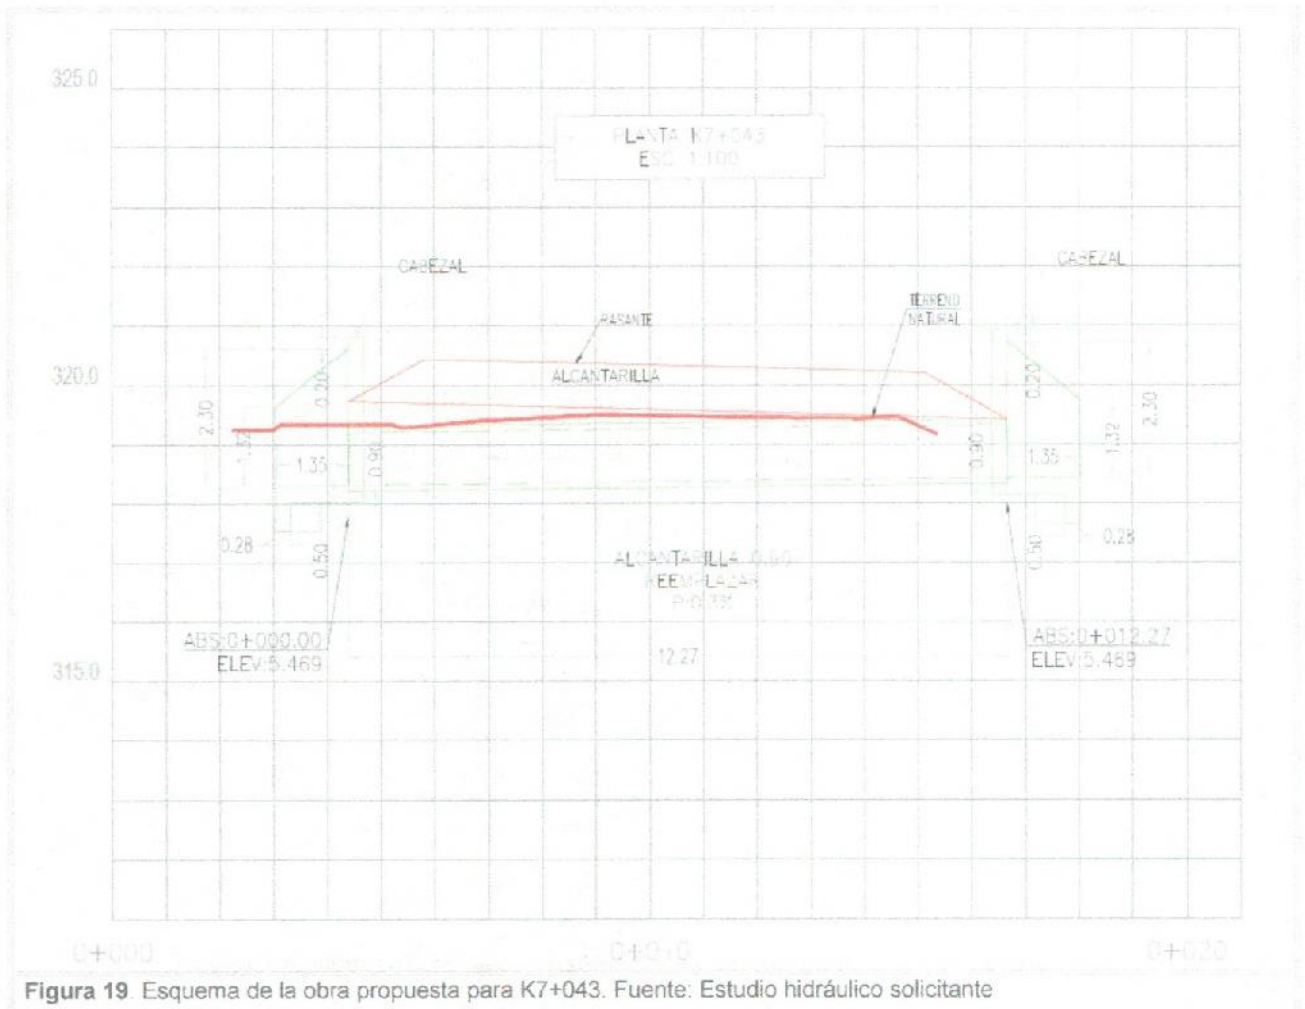 325.0
PLANTA K7+043
ESC 1:100
CABEZAL
CABEZAL
RASANTE
TERRENO
NATURAL
320.0
ALCANTARILLA
0.20
0.20
2.30
1.32
1.35
0.90
0.90
1.35
1.32
2.30
0.28
0.50
ALCANTARILLA
REEMPLAZAR
0.50
0.28
ABS:0+000.00
ELEV:5.469
12.27
ABS:0+012.27
ELEV:5.469
315.0
0+000
0+010
0+020
Figura 19. Esquema de la obra propuesta para K7+043. Fuente: Estudio hidráulico solicitante